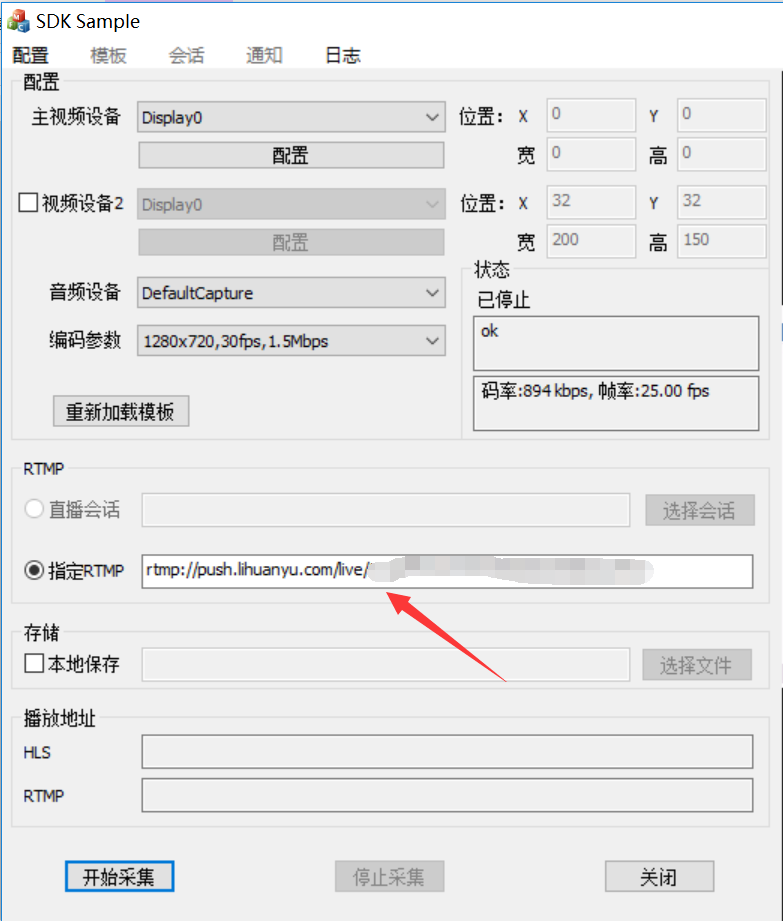 SDK Sample
配置 模板 会话 通知 日志
配置
主视频设备 Display0 位置: X 0 Y 0
配置 宽 0 高 0
视频设备2 Display0 位置: X 32 Y 32
配置 宽 200 高 150
音频设备 DefaultCapture
状态
已停止
编码参数 1280x720,30fps,1.5Mbps
ok
码率:894 kbps, 帧率:25.00 fps
重新加载模板
RTMP
直播会话 选择会话
指定RTMP rtmp://push.lihuanyu.com/live/
存储
本地保存 选择文件
播放地址
HLS
RTMP
开始采集 停止采集 关闭